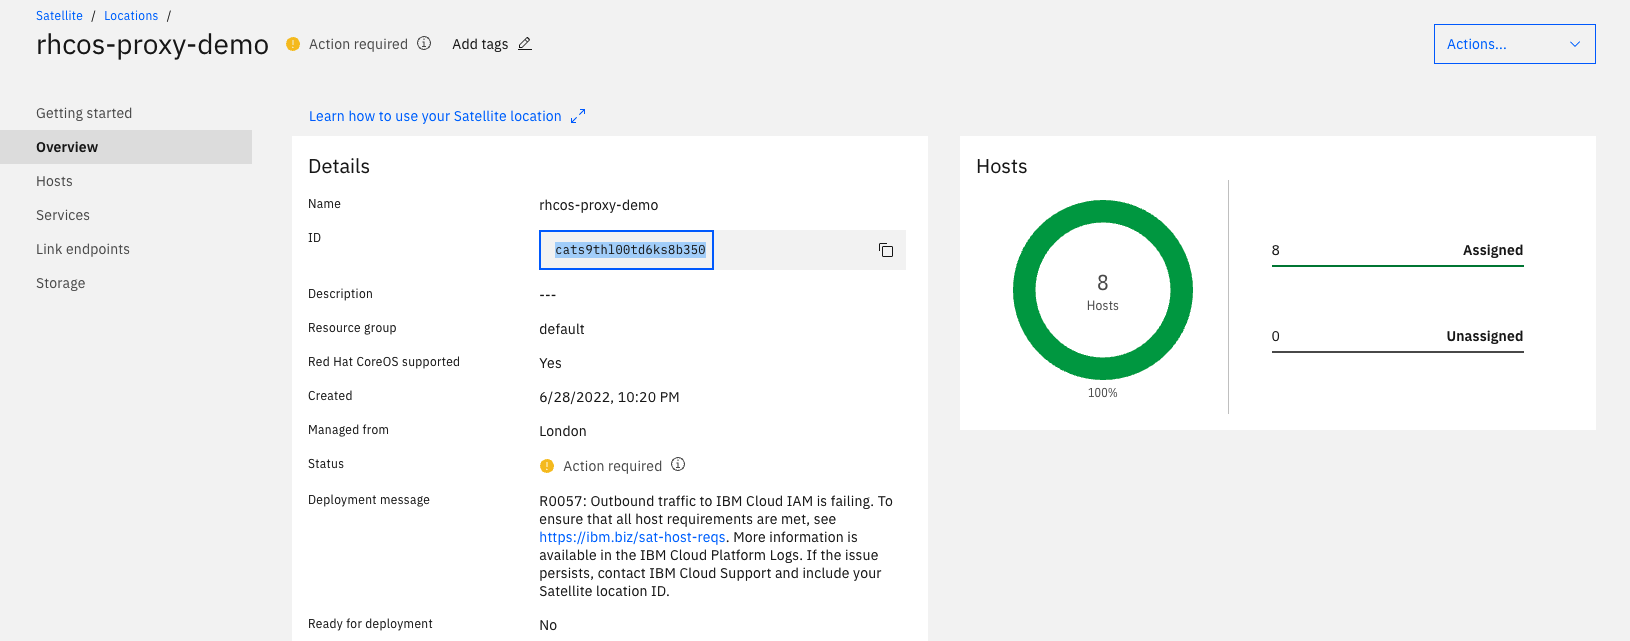 Satellite / Locations /
rhcos-proxy-demo Action required Add tags
Actions...
Getting started
Overview
Hosts
Services
Link endpoints
Storage
Learn how to use your Satellite location
Details
Name rhcos-proxy-demo
ID cats9thl00td6ks8b350
Description ---
Resource group default
Red Hat CoreOS supported Yes
Created 6/28/2022, 10:20 PM
Managed from London
Status Action required
Deployment message R0057: Outbound traffic to IBM Cloud IAM is failing. To
ensure that all host requirements are met, see
https://ibm.biz/sat-host-reqs. More information is
available in the IBM Cloud Platform Logs. If the issue
persists, contact IBM Cloud Support and include your
Satellite location ID.
Ready for deployment No
Hosts
8
Hosts
100%
8 Assigned
0 Unassigned